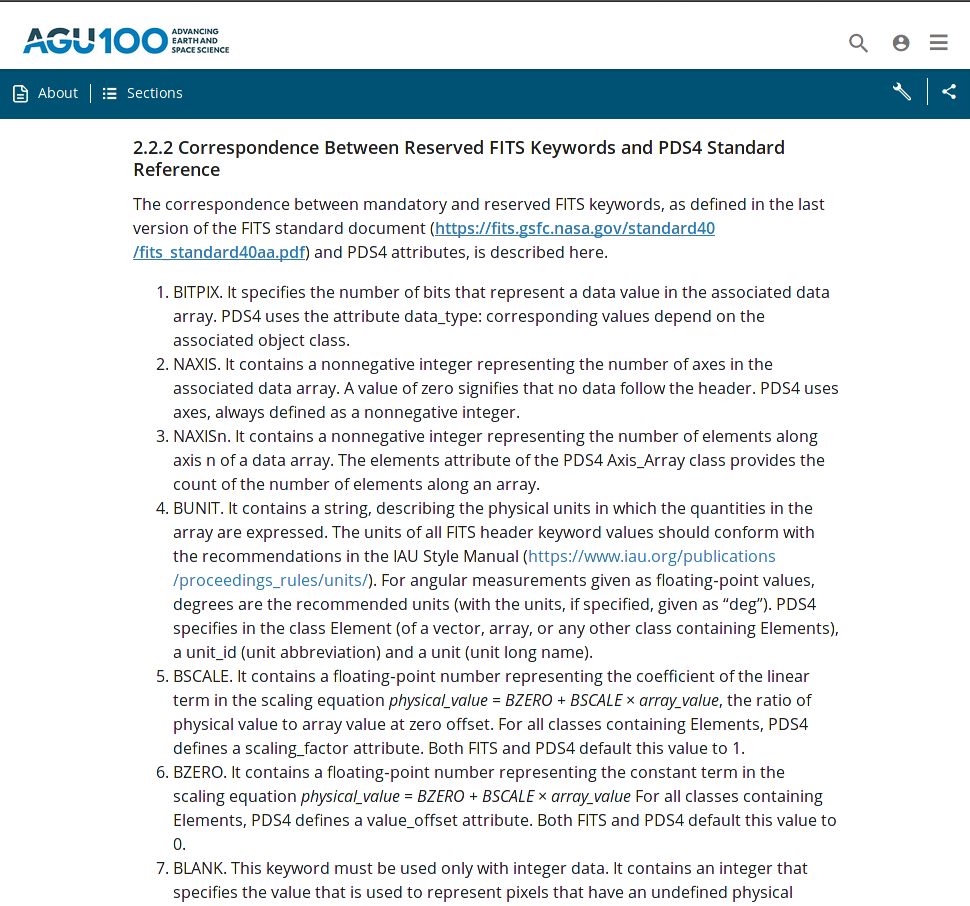 AGU100 ADVANCING
EARTH AND
SPACE SCIENCE
About Sections
2.2.2 Correspondence Between Reserved FITS Keywords and PDS4 Standard
Reference
The correspondence between mandatory and reserved FITS keywords, as defined in the last
version of the FITS standard document (https://fits.gsfc.nasa.gov/standard40
/fits_standard40aa.pdf) and PDS4 attributes, is described here.
1. BITPIX. It specifies the number of bits that represent a data value in the associated data
array. PDS4 uses the attribute data_type: corresponding values depend on the
associated object class.
2. NAXIS. It contains a nonnegative integer representing the number of axes in the
associated data array. A value of zero signifies that no data follow the header. PDS4 uses
axes, always defined as a nonnegative integer.
3. NAXISn. It contains a nonnegative integer representing the number of elements along
axis n of a data array. The elements attribute of the PDS4 Axis_Array class provides the
count of the number of elements along an array.
4. BUNIT. It contains a string, describing the physical units in which the quantities in the
array are expressed. The units of all FITS header keyword values should conform with
the recommendations in the IAU Style Manual (https://www.iau.org/publications
/proceedings_rules/units/). For angular measurements given as floating-point values,
degrees are the recommended units (with the units, if specified, given as “deg”). PDS4
specifies in the class Element (of a vector, array, or any other class containing Elements),
a unit_id (unit abbreviation) and a unit (unit long name).
5. BSCALE. It contains a floating-point number representing the coefficient of the linear
term in the scaling equation physical_value = BZERO + BSCALE × array_value, the ratio of
physical value to array value at zero offset. For all classes containing Elements, PDS4
defines a scaling_factor attribute. Both FITS and PDS4 default this value to 1.
6. BZERO. It contains a floating-point number representing the constant term in the
scaling equation physical_value = BZERO + BSCALE × array_value For all classes containing
Elements, PDS4 defines a value_offset attribute. Both FITS and PDS4 default this value to
0.
7. BLANK. This keyword must be used only with integer data. It contains an integer that
specifies the value that is used to represent pixels that have an undefined physical